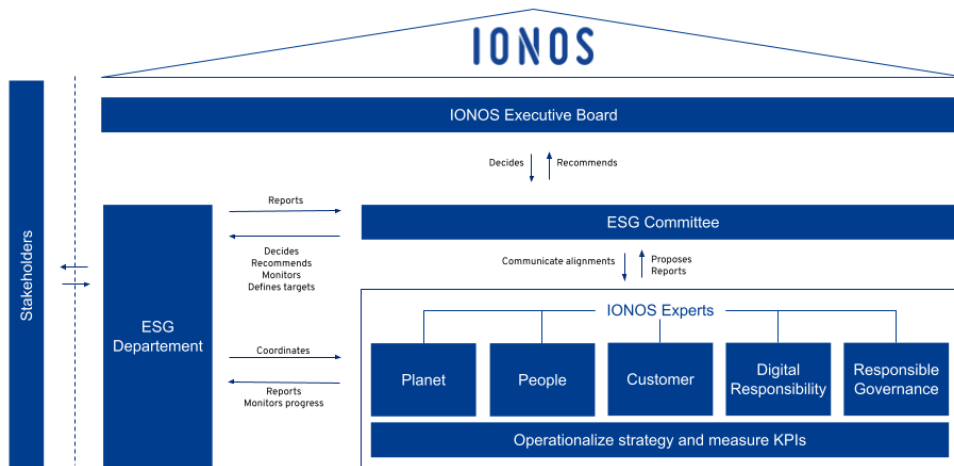 IONOS
IONOS Executive Board
Decides
Recommends
Stakeholders
Reports
ESG Committee
Decides
Recommends
Monitors
Defines targets
Communicate alignments
Proposes
Reports
ESG
Departement
IONOS Experts
Coordinates
Reports
Monitors progress
Planet
People
Customer
Digital
Responsibility
Responsible
Governance
Operationalize strategy and measure KPIs